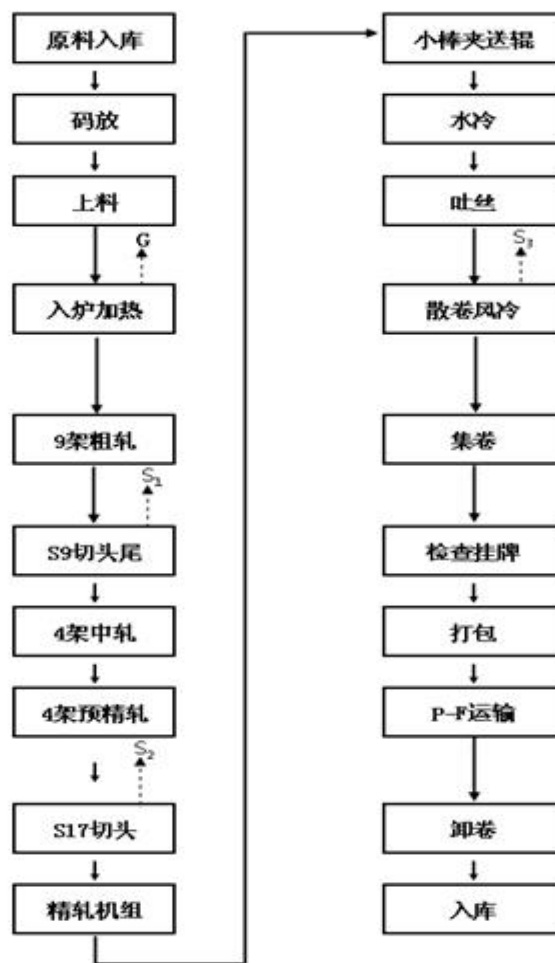 原料入库
码放
上料
G
入炉加热
9架粗轧
S₁
S9切头尾
4架中轧
4架预精轧
S₂
S17切头
精轧机组
小棒夹送辊
水冷
吐丝
S₃
散卷风冷
集卷
检查挂牌
打包
P-F运输
卸卷
入库